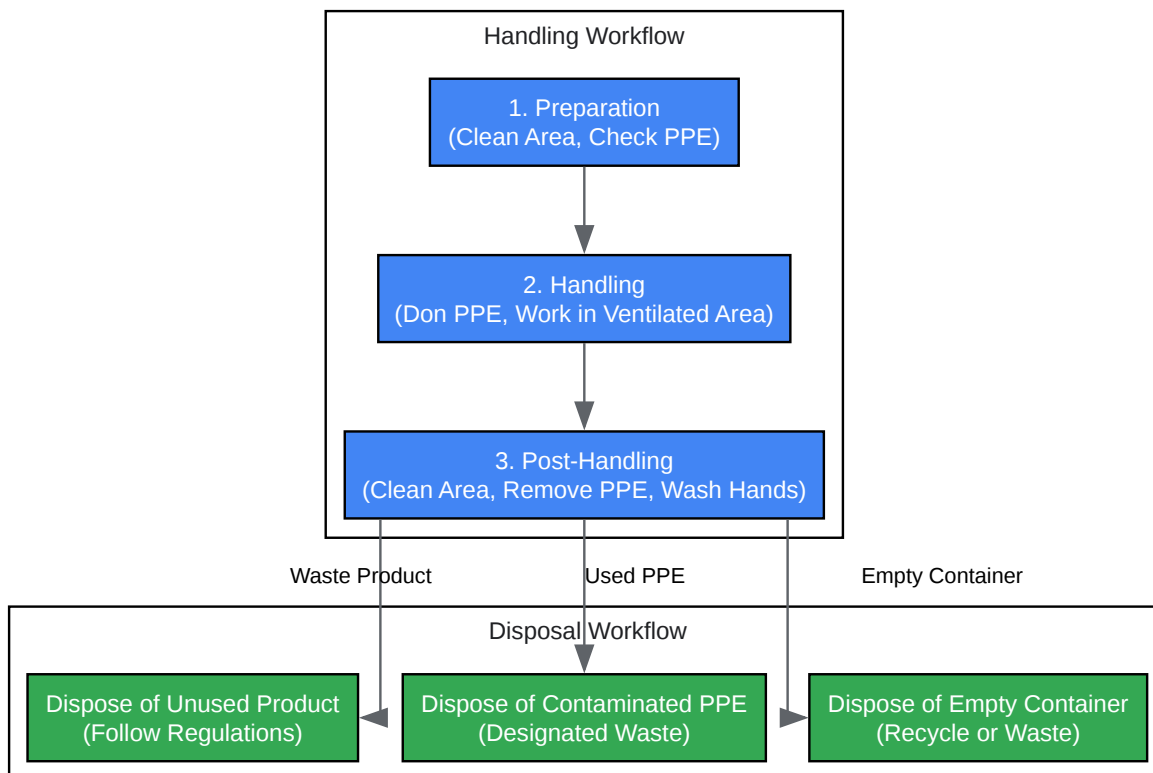 Handling Workflow
1. Preparation
(Clean Area, Check PPE)
2. Handling
(Don PPE, Work in Ventilated Area)
3. Post-Handling
(Clean Area, Remove PPE, Wash Hands)
Waste Product
Used PPE
Empty Container
Disposal Workflow
Dispose of Unused Product
(Follow Regulations)
Dispose of Contaminated PPE
(Designated Waste)
Dispose of Empty Container
(Recycle or Waste)